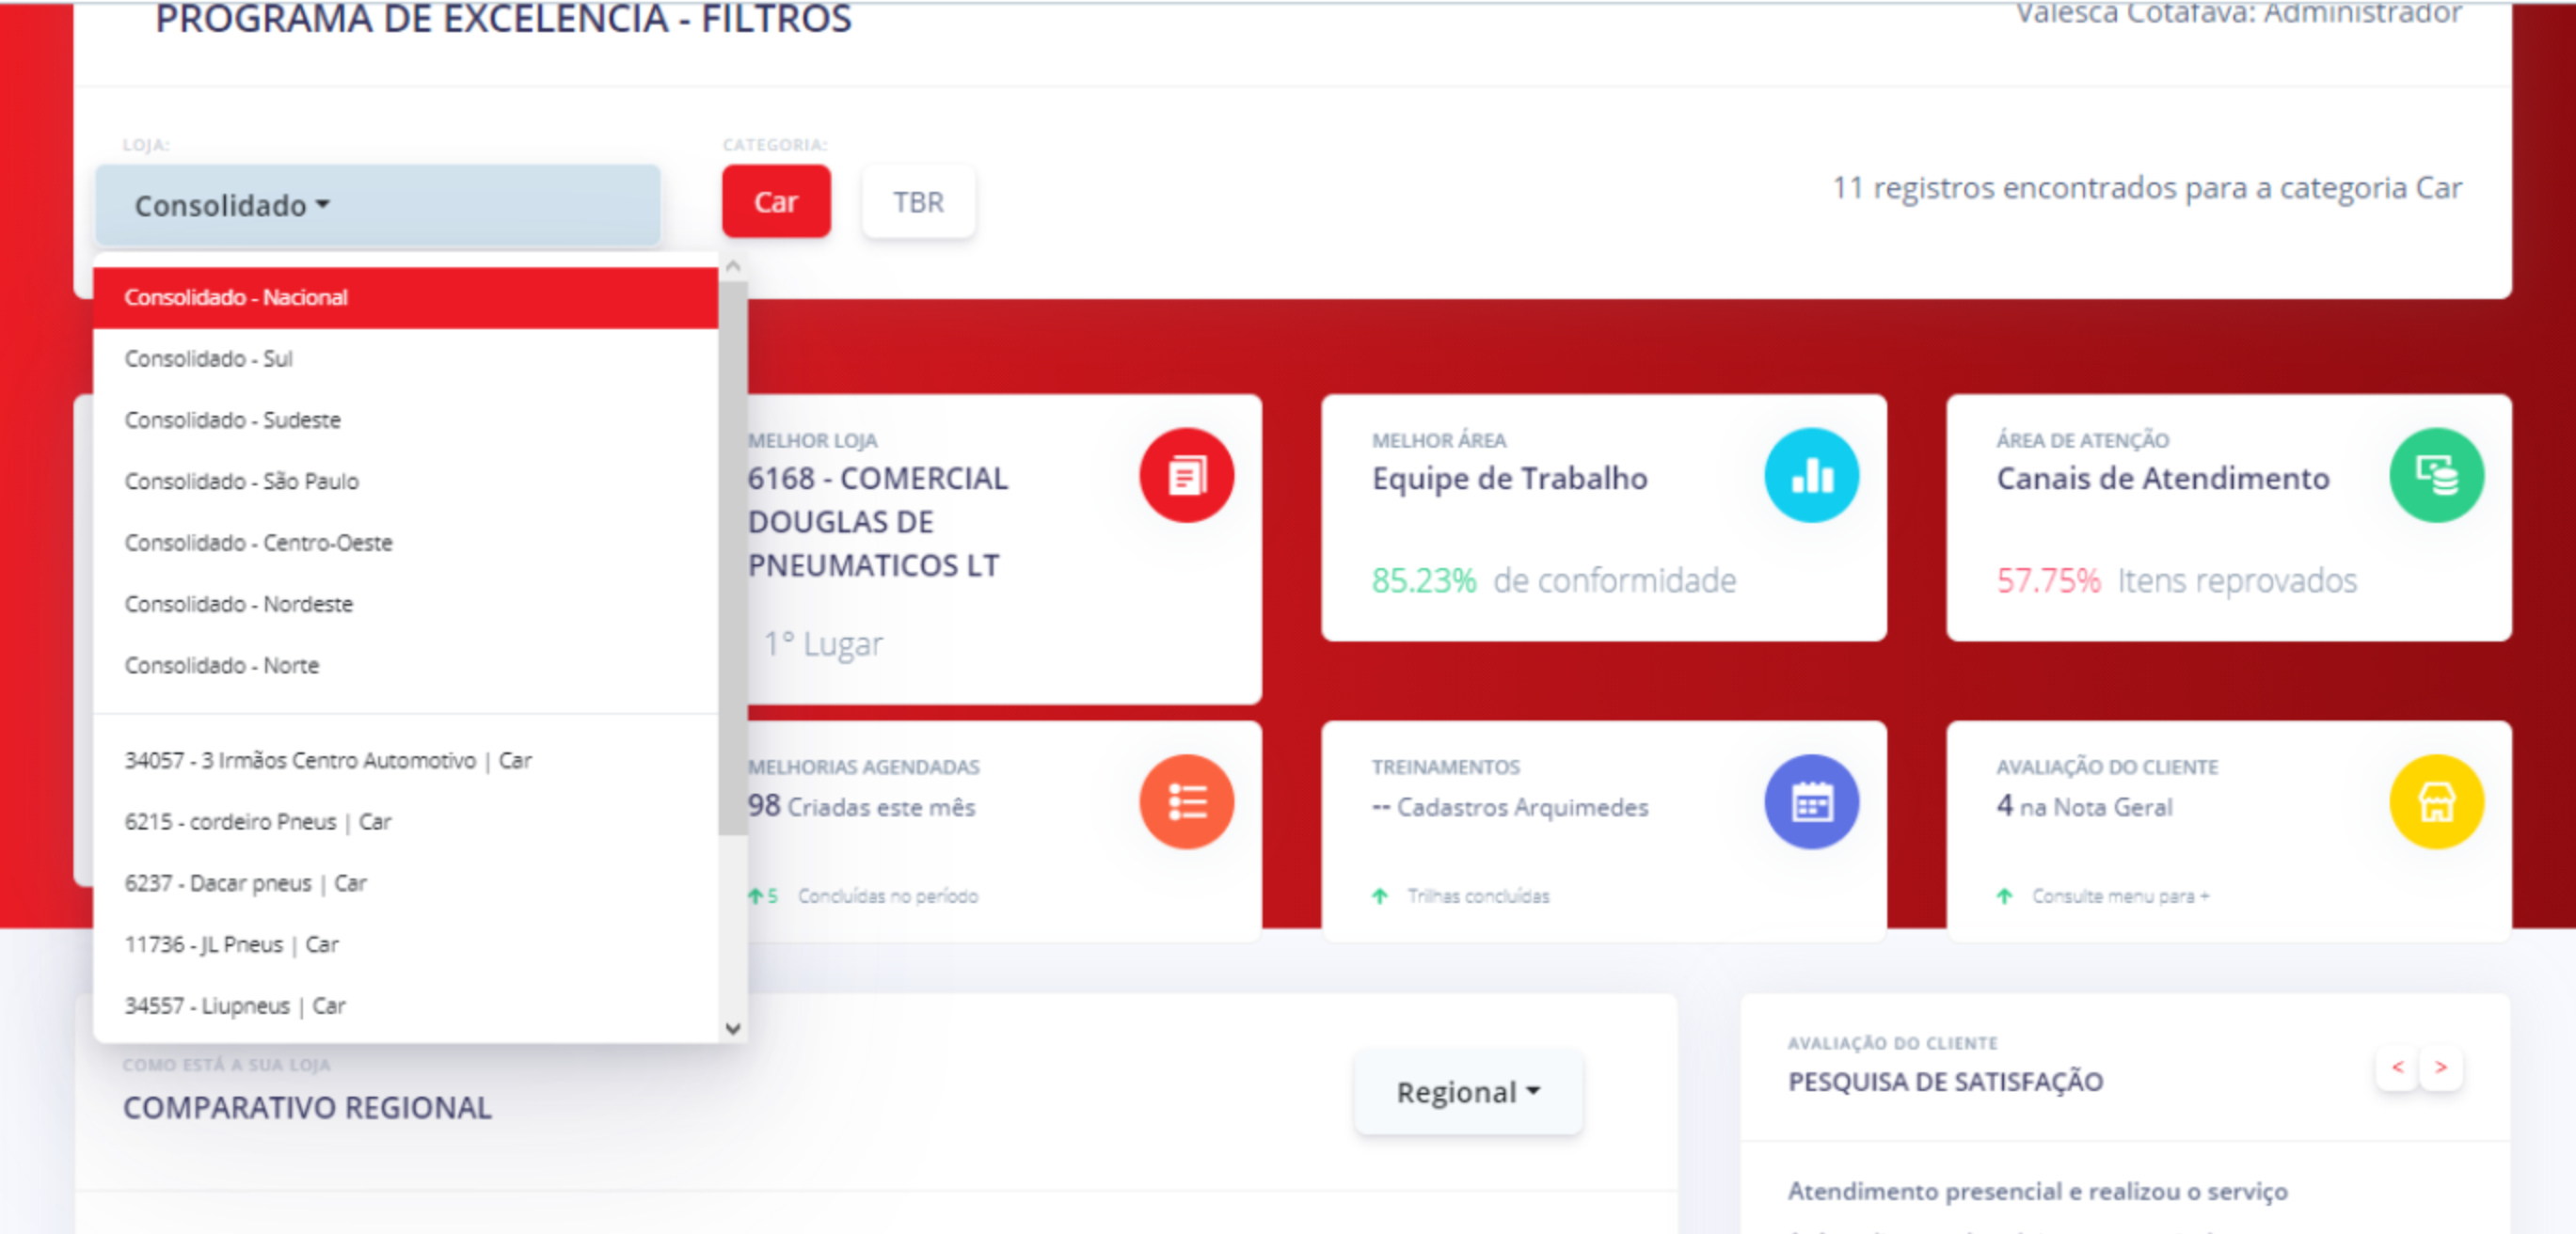 PROGRAMA DE EXCELENCIA - FILTROS
Valesca Cotafava: Administrador
LOJA:
Consolidado
CATEGORIA:
Car
TBR
11 registros encontrados para a categoria Car
Consolidado - Nacional
Consolidado - Sul
Consolidado - Sudeste
Consolidado - São Paulo
Consolidado - Centro-Oeste
Consolidado - Nordeste
Consolidado - Norte
34057 - 3 Irmãos Centro Automotivo | Car
6215 - cordeiro Pneus | Car
6237 - Dacar pneus | Car
11736 - JL Pneus | Car
34557 - Liupneus | Car
MELHOR LOJA
6168 - COMERCIAL
DOUGLAS DE
PNEUMATICOS LT
1° Lugar
MELHOR ÁREA
Equipe de Trabalho
85.23% de conformidade
ÁREA DE ATENÇÃO
Canais de Atendimento
57.75% Itens reprovados
MELHORIAS AGENDADAS
98 Criadas este mês
5 Concluídas no período
TREINAMENTOS
-- Cadastros Arquimedes
Trilhas concluídas
AVALIAÇÃO DO CLIENTE
4 na Nota Geral
Consulte menu para +
COMO ESTÁ A SUA LOJA
COMPARATIVO REGIONAL
Regional
AVALIAÇÃO DO CLIENTE
PESQUISA DE SATISFAÇÃO
< >
Atendimento presencial e realizou o serviço